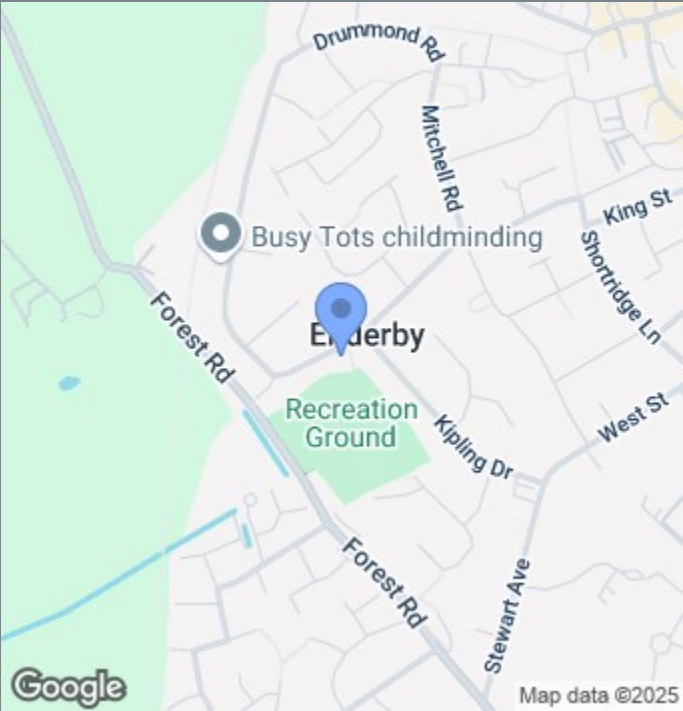 Drummond Rd
Mitchell Rd
King St
Busy Tots childminding
Shortridge Ln
Forest Rd
Enderby
Recreation
Ground
West St
Kipling Dr
Forest Rd
Stewart Ave
Google
Map data ©2025